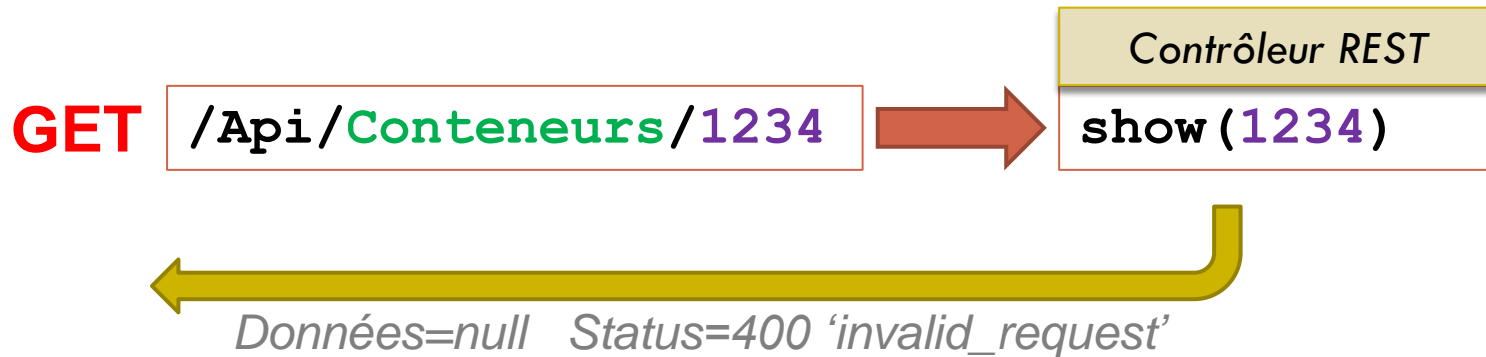 Contrôleur REST
GET /Api/Conteneurs/1234 show(1234)
Données=null Status=400 ‘invalid_request’